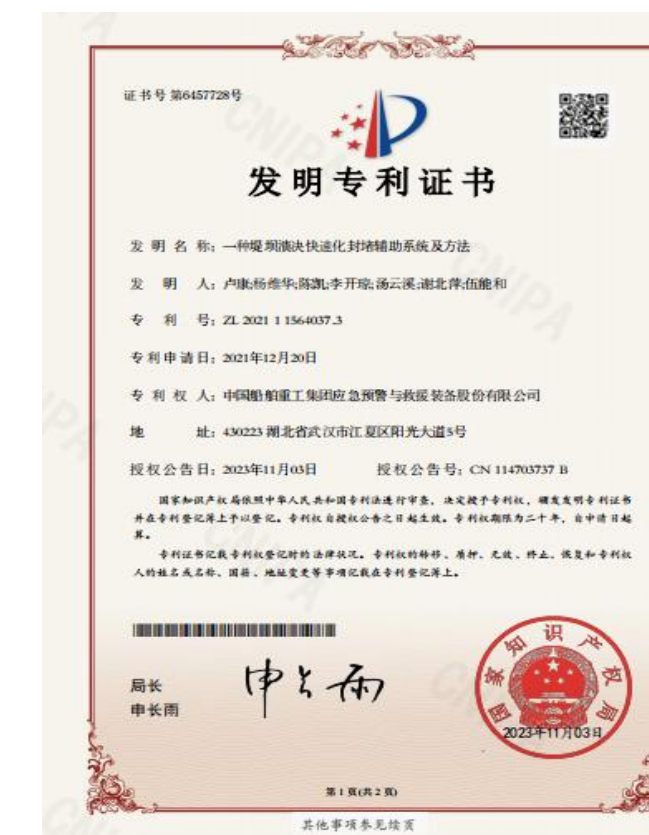 证书号 第6457728号
发明专利证书
发 明 名 称：一种堤坝溃决快速化封堵辅助系统及方法
发 明 人：卢康;杨维华;陈凯;李开琼;汤云溪;谢北萍;伍能和
专 利 号：ZL 2021 1 1564037.3
专利申请日：2021年12月20日
专 利 权 人：中国船舶重工集团应急预警与救援装备股份有限公司
地 址：430223 湖北省武汉市江夏区阳光大道5号
授权公告日：2023年11月03日 授权公告号：CN 114703737 B
国家知识产权局依照中华人民共和国专利法进行审查，决定授予专利权，颁发发明专利证书
并在专利登记簿上予以登记。专利权自授权公告之日起生效。专利权期限为二十年，自申请日起
算。
专利证书记载专利权登记时的法律状况。专利权的转移、质押、无效、终止、恢复和专利权
人的姓名或名称、国籍、地址变更等事项记载在专利登记簿上。
局长
申长雨
申长雨
国家知识产权局
2023年11月03日
第 1 页(共 2 页)
其他事项参见续页
CNIPA
CNIPA
CNIPA
CNIPA